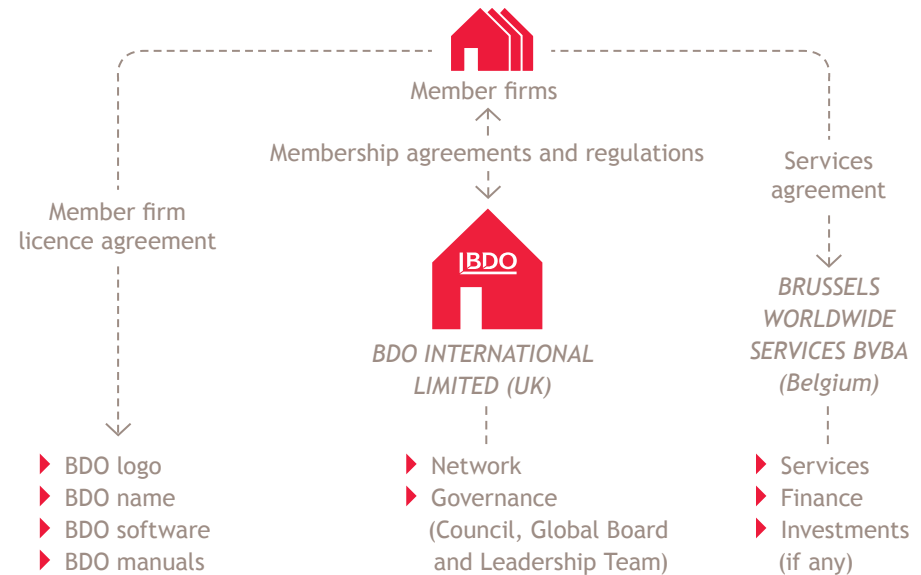 Member firms
Membership agreements and regulations
Services
agreement
Member firm
licence agreement
BDO
BDO INTERNATIONAL
LIMITED (UK)
BRUSSELS
WORLDWIDE
SERVICES BVBA
(Belgium)
BDO logo
BDO name
BDO software
BDO manuals
Network
Governance
(Council, Global Board
and Leadership Team)
Services
Finance
Investments
(if any)